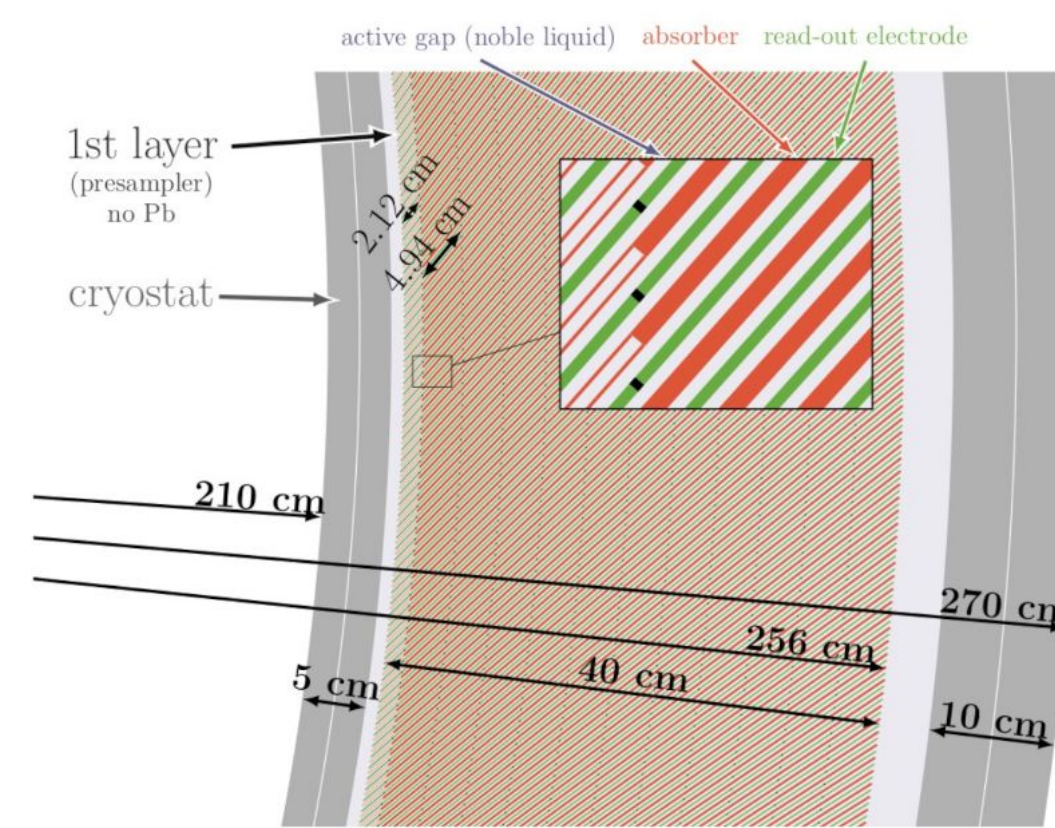 active gap (noble liquid) absorber read-out electrode
1st layer
(presampler)
no Pb
2.12 cm
4.94 cm
cryostat
210 cm
270
256 cm
40 cm
5 cm
10 cm